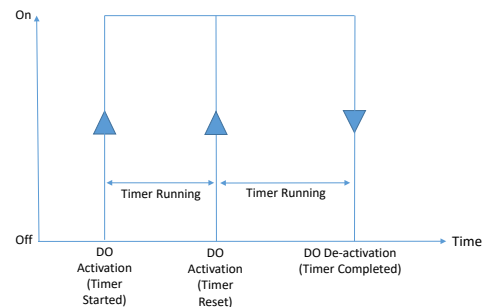 On
Timer Running
Timer Running
Off
Time
DO
Activation
(Timer
Started)
DO
Activation
(Timer
Reset)
DO De-activation
(Timer Completed)